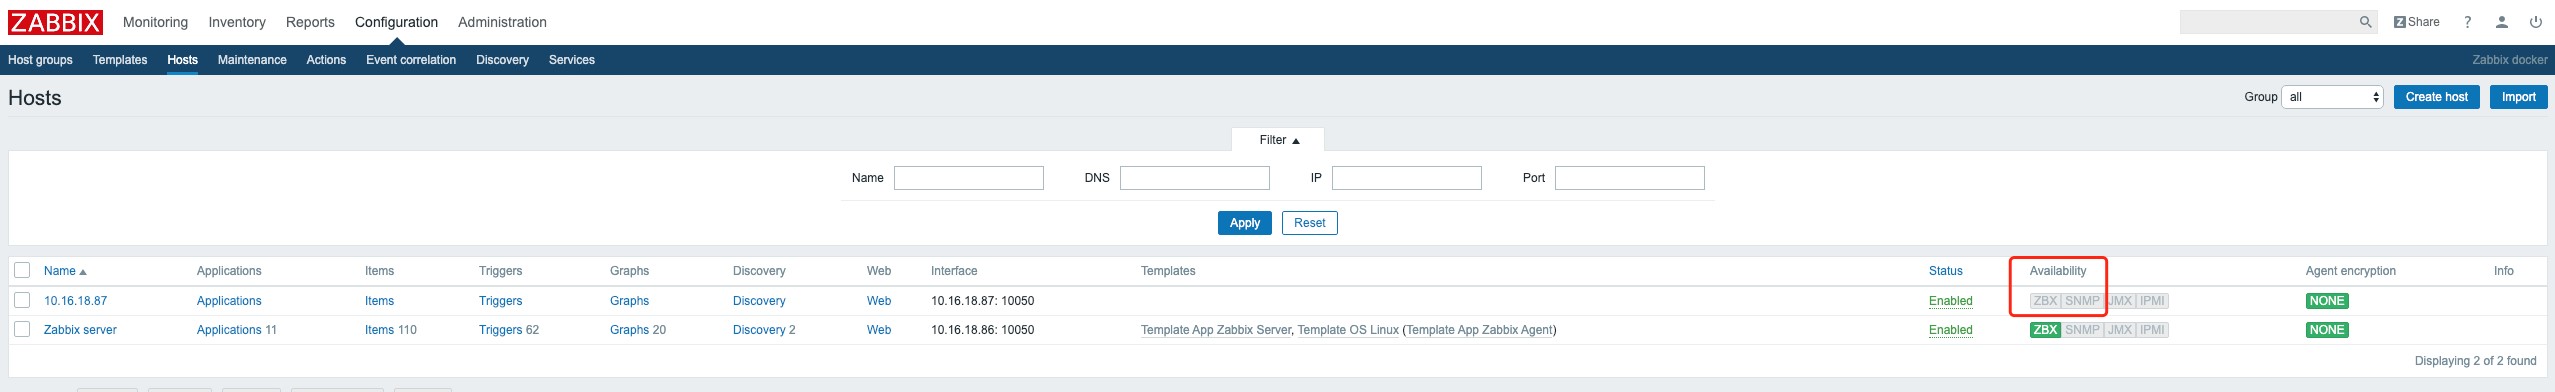 ZABBIX Monitoring Inventory Reports Configuration Administration Z Share ?
Host groups Templates Hosts Maintenance Actions Event correlation Discovery Services Zabbix docker
Hosts Group all Create host Import
Filter ▲
Name DNS IP Port
Apply Reset
Name ▲ Applications Items Triggers Graphs Discovery Web Interface Templates Status Availability Agent encryption Info
10.16.18.87 Applications Items Triggers Graphs Discovery Web 10.16.18.87: 10050 Enabled ZBX SNMP JMX IPMI NONE
Zabbix server Applications 11 Items 110 Triggers 62 Graphs 20 Discovery 2 Web 10.16.18.86: 10050 Template App Zabbix Server, Template OS Linux (Template App Zabbix Agent) Enabled ZBX SNMP JMX IPMI NONE
Displaying 2 of 2 found